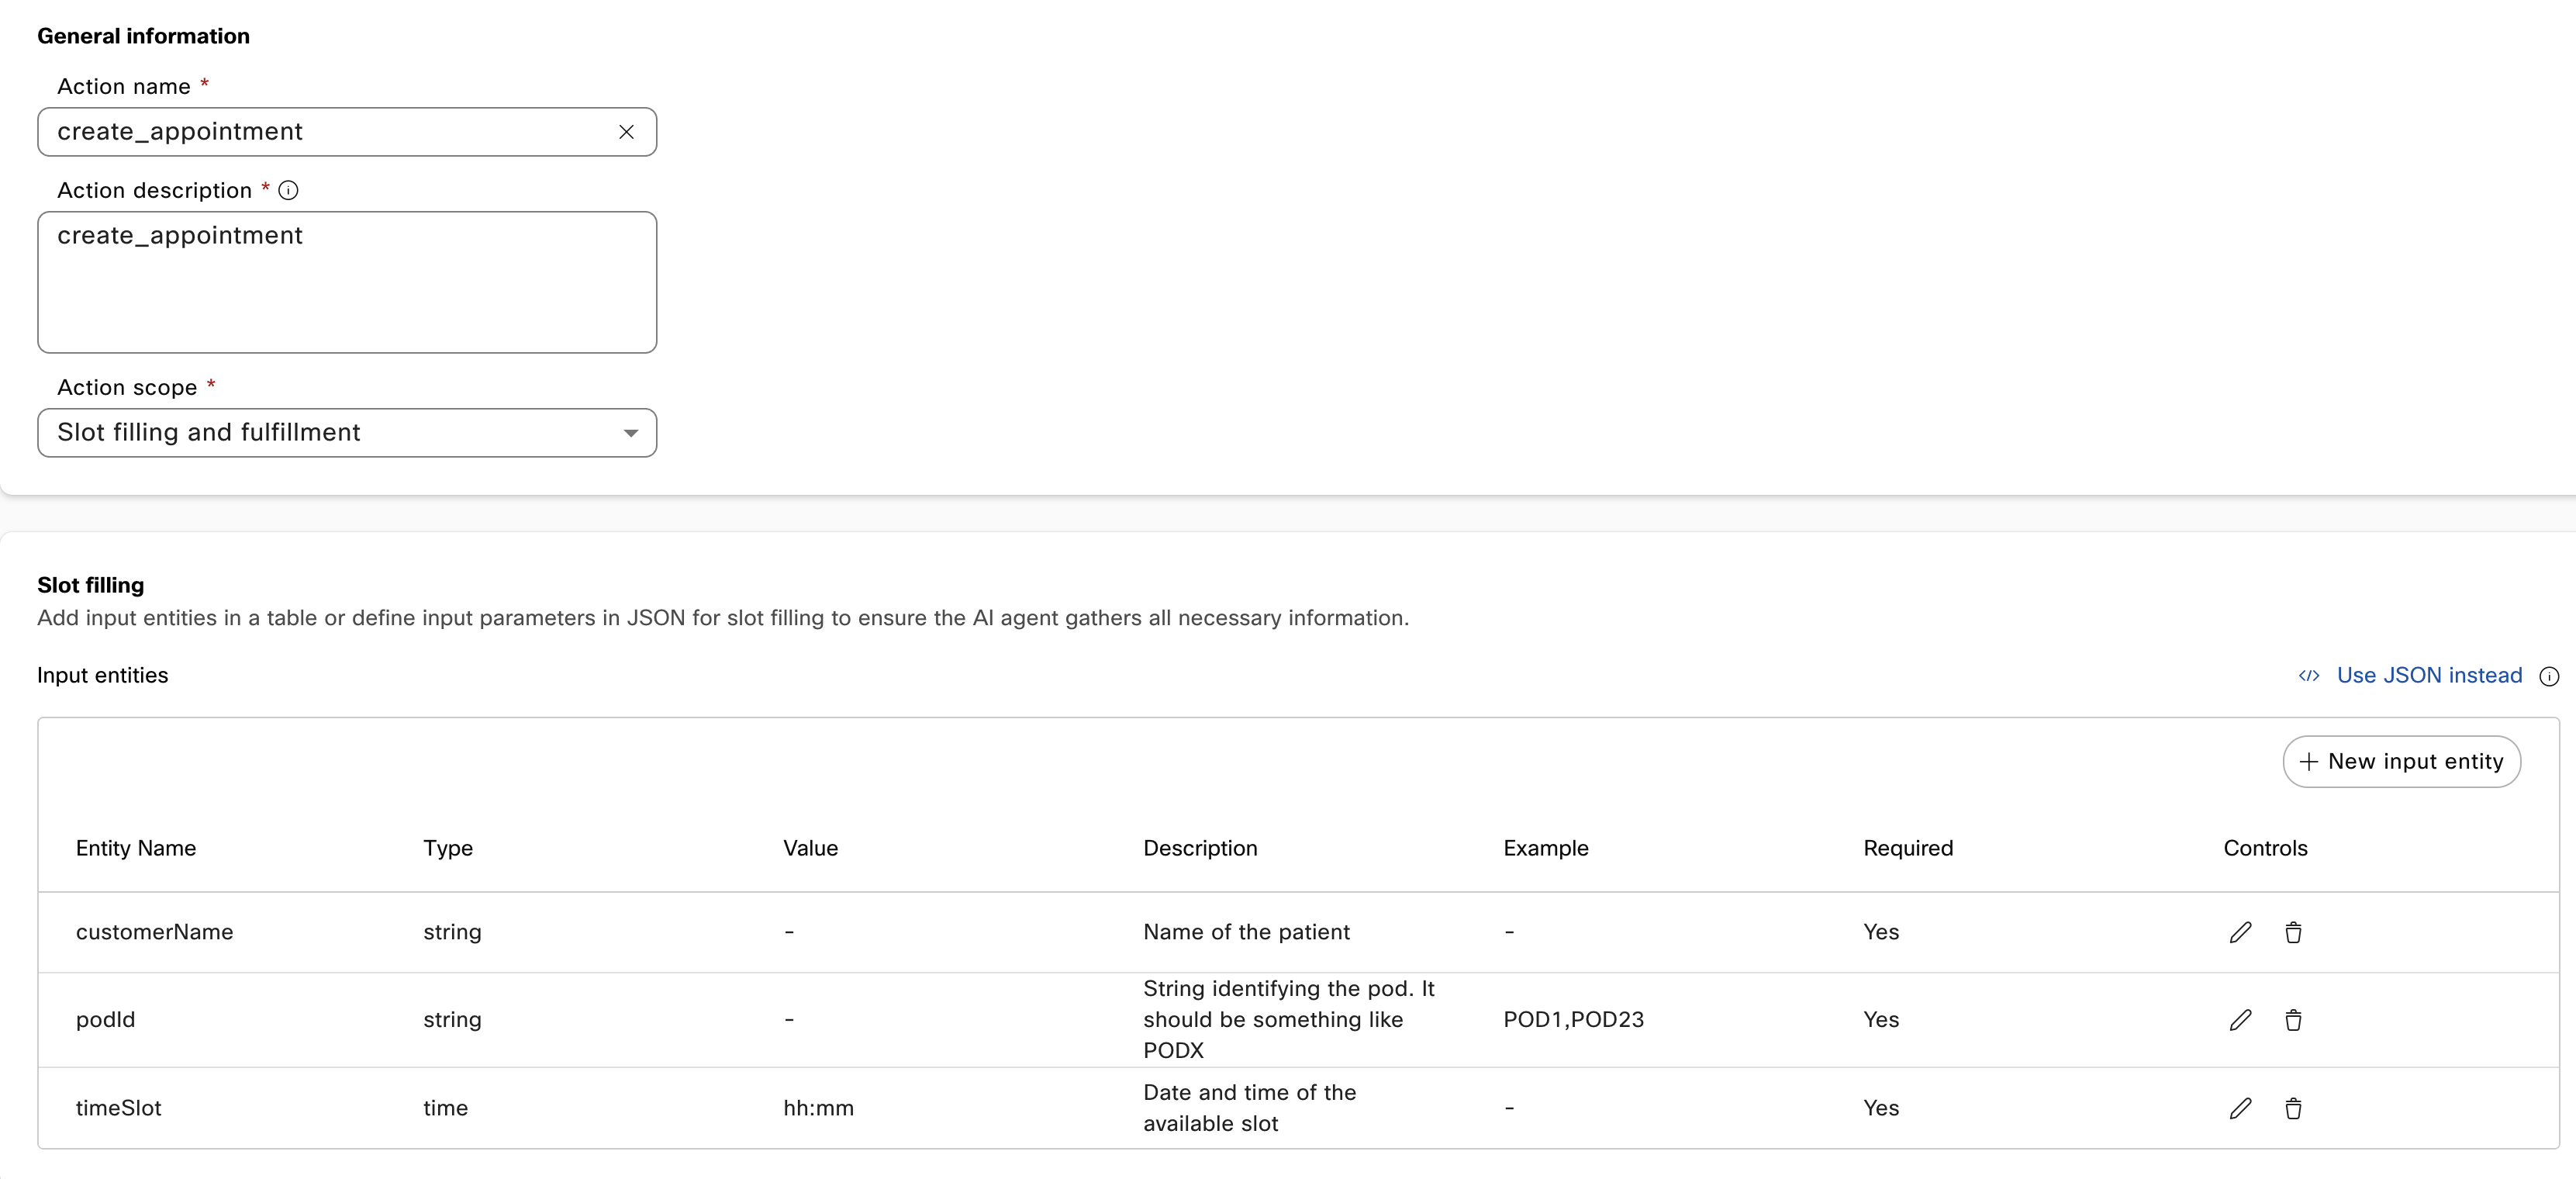 General information
Action name *
create_appointment
Action description *
create_appointment
Action scope *
Slot filling and fulfillment
Slot filling
Add input entities in a table or define input parameters in JSON for slot filling to ensure the AI agent gathers all necessary information.
Input entities
</> Use JSON instead
+ New input entity
Entity Name Type Value Description Example Required Controls
customerName string - Name of the patient - Yes
String identifying the pod. It
podId string - should be something like POD1,POD23 Yes
PODX
Date and time of the
timeSlot time hh:mm - Yes
available slot